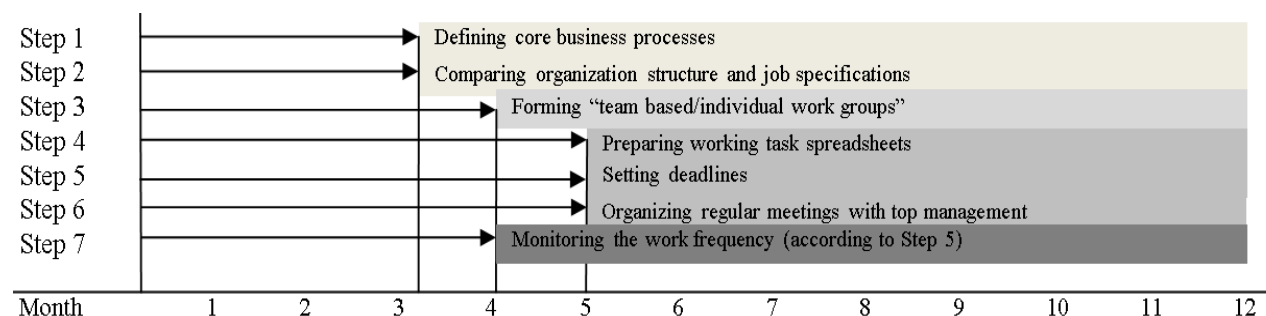 Step 1 Defining core business processes
Step 2 Comparing organization structure and job specifications
Step 3 Forming “team based/individual work groups”
Step 4 Preparing working task spreadsheets
Step 5 Setting deadlines
Step 6 Organizing regular meetings with top management
Step 7 Monitoring the work frequency (according to Step 5)
Month 1 2 3 4 5 6 7 8 9 10 11 12